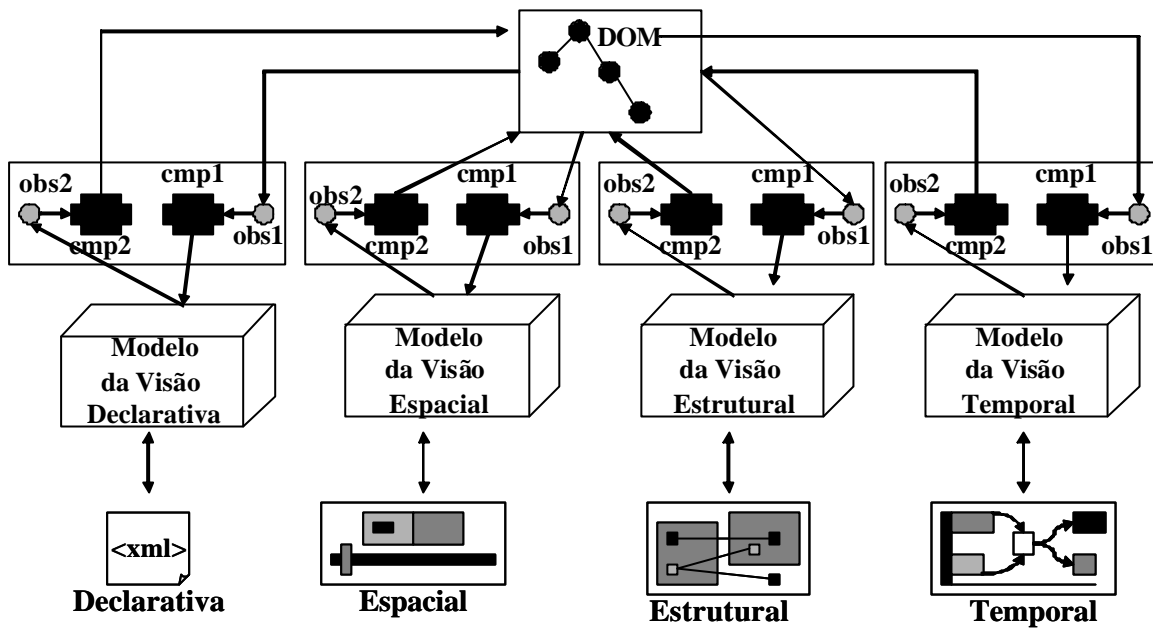 DOM
obs2
cmp1
cmp2
obs1
obs2
cmp1
cmp2
obs1
obs2
cmp1
cmp2
obs1
obs2
cmp1
cmp2
obs1
Modelo
da Visão
Declarativa
Modelo
da Visão
Espacial
Modelo
da Visão
Estrutural
Modelo
da Visão
Temporal
<xml>
Declarativa
Espacial
Estrutural
Temporal